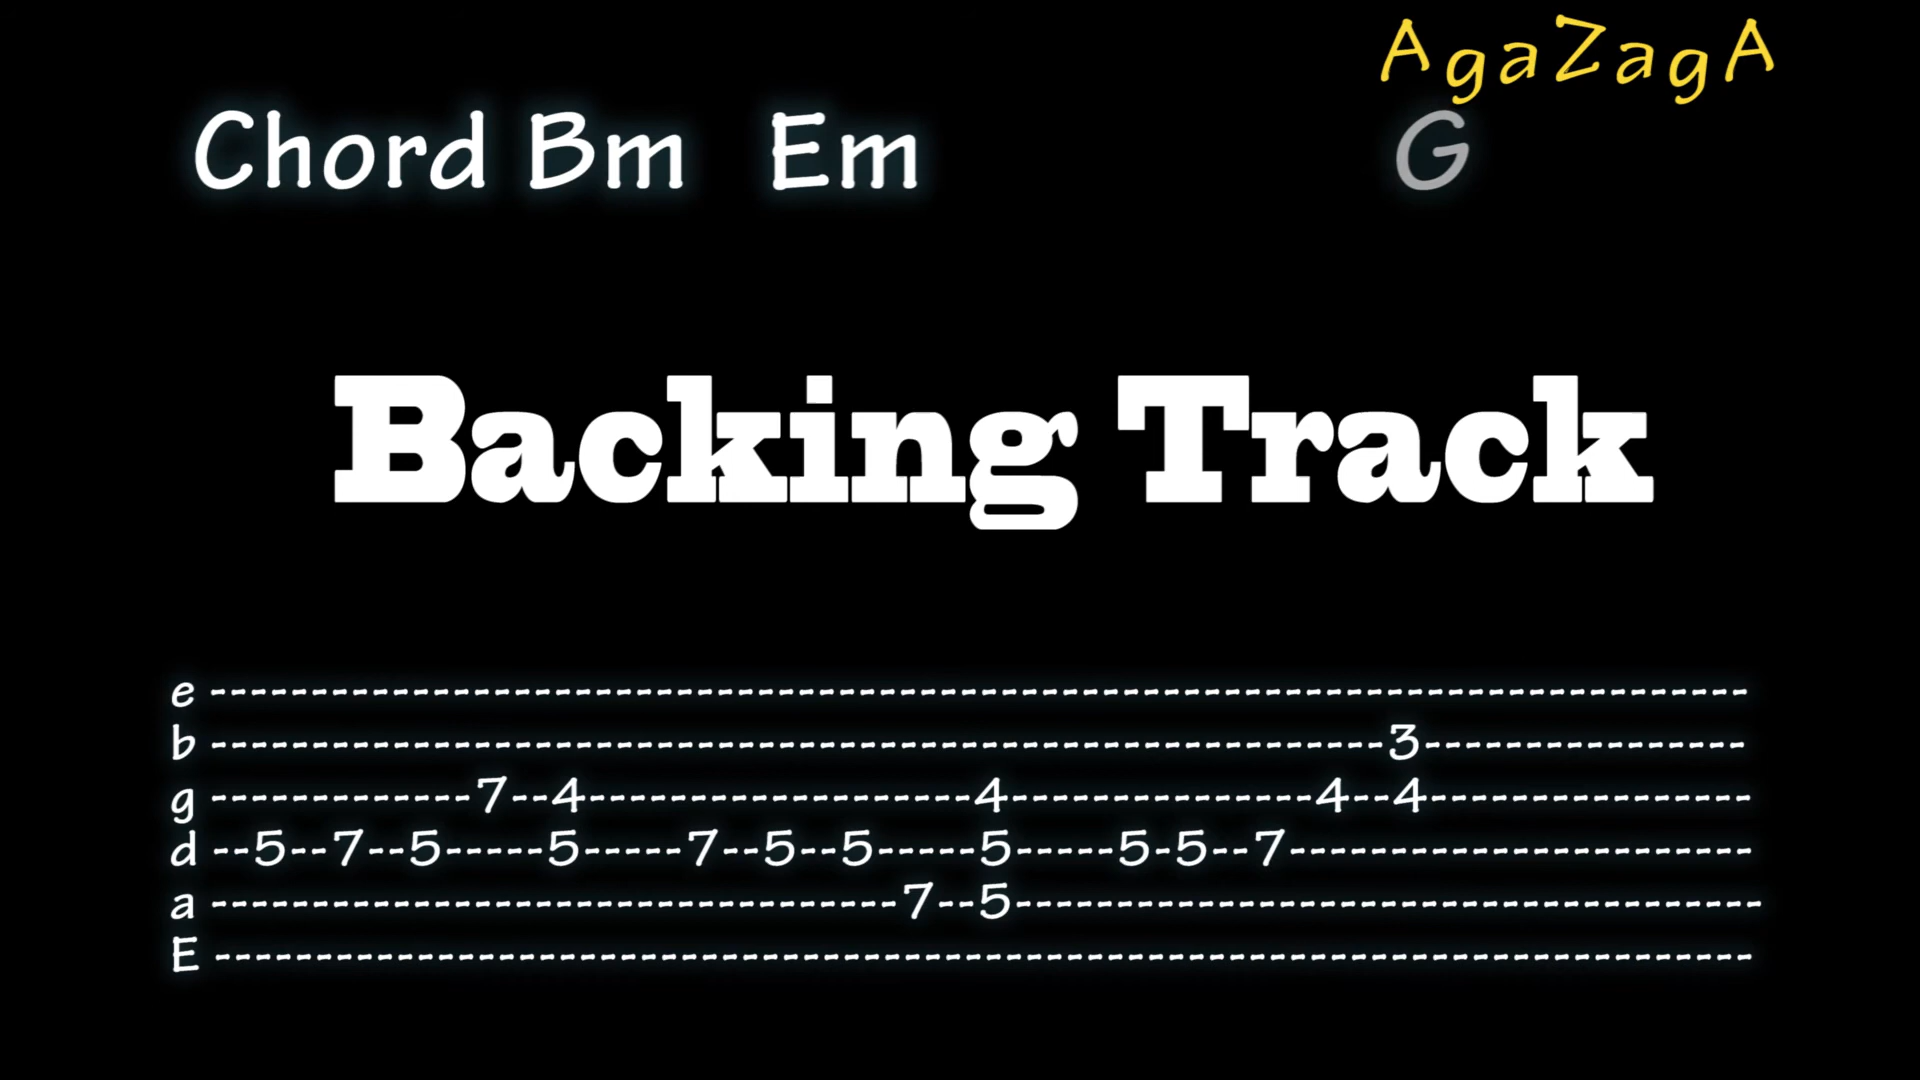 AgaZagA
Chord Bm Em G
Backing Track
e -----------------------------------------------------------------------------
b -----------------------------------------------------------3----------------
g -------------7--4-------------------4---------------4--4----------------
d --5--7--5-----5-----7--5--5-----5-----5-5--7-----------------------
a ----------------------------------7--5-------------------------------------
E -----------------------------------------------------------------------------